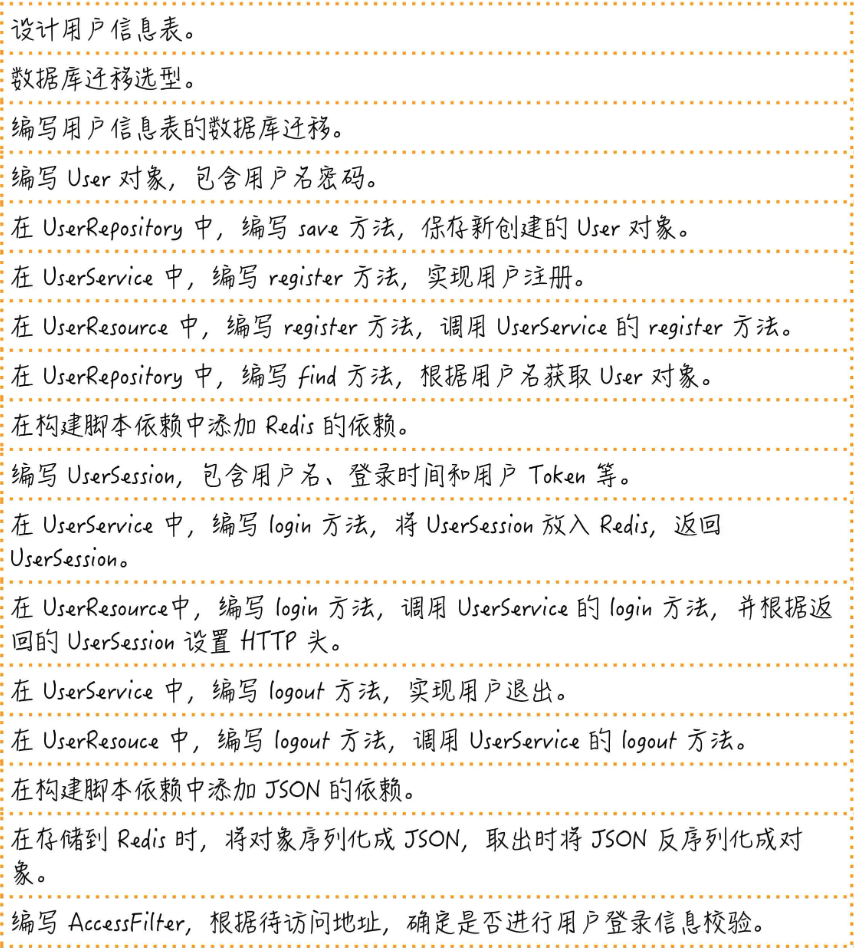 设计用户信息表。
数据库迁移选型。
编写用户信息表的数据库迁移。
编写 User 对象，包含用户名密码。
在 UserRepository 中，编写 save 方法，保存新创建的 User 对象。
在 UserService 中，编写 register 方法，实现用户注册。
在 UserResource 中，编写 register 方法，调用 UserService 的 register 方法。
在 UserRepository 中，编写 find 方法，根据用户名获取 User 对象。
在构建脚本依赖中添加 Redis 的依赖。
编写 UserSession，包含用户名、登录时间和用户 Token 等。
在 UserService 中，编写 login 方法，将 UserSession 放入 Redis，返回
UserSession。
在 UserResource中，编写 login 方法，调用 UserService 的 login 方法，并根据返
回的 UserSession 设置 HTTP 头。
在 UserService 中，编写 logout 方法，实现用户退出。
在 UserResouce 中，编写 logout 方法，调用 UserService 的 logout 方法。
在构建脚本依赖中添加 JSON 的依赖。
在存储到 Redis 时，将对象序列化成 JSON，取出时将 JSON 反序列化成对
象。
编写 AccessFilter，根据待访问地址，确定是否进行用户登录信息校验。